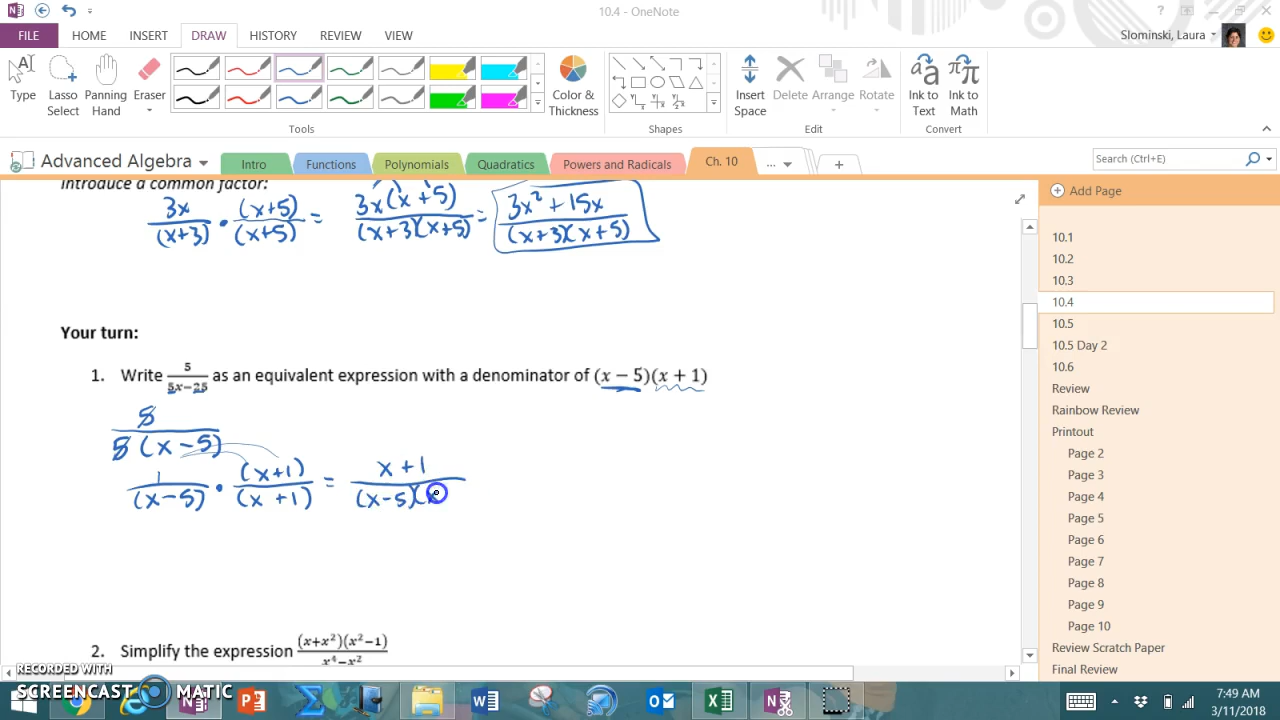 10.4 - OneNote
FILE HOME INSERT DRAW HISTORY REVIEW VIEW
Slominski, Laura
Type Lasso Select Panning Hand Eraser
Color & Thickness
Insert Space Delete Arrange Rotate
Ink to Text Ink to Math
Tools Shapes Edit Convert
Advanced Algebra Intro Functions Polynomials Quadratics Powers and Radicals Ch. 10 ... +
Search (Ctrl+E)
Introduce a common factor:
3x/(x+3) • (x+5)/(x+5) = 3x(x+5)/(x+3)(x+5) = 3x² + 15x/(x+3)(x+5)
Your turn:
1. Write 5/5x−25 as an equivalent expression with a denominator of (x − 5)(x + 1)
5/5(x−5)
1/(x−5) • (x+1)/(x+1) = x+1/(x−5)(x
2. Simplify the expression (x+x²)(x²−1)/x⁴−x²
Add Page
10.1
10.2
10.3
10.4
10.5
10.5 Day 2
10.6
Review
Rainbow Review
Printout
Page 2
Page 3
Page 4
Page 5
Page 6
Page 7
Page 8
Page 9
Page 10
Review Scratch Paper
Final Review
RECORDED WITH
SCREENCAST MATIC
7:49 AM
3/11/2018